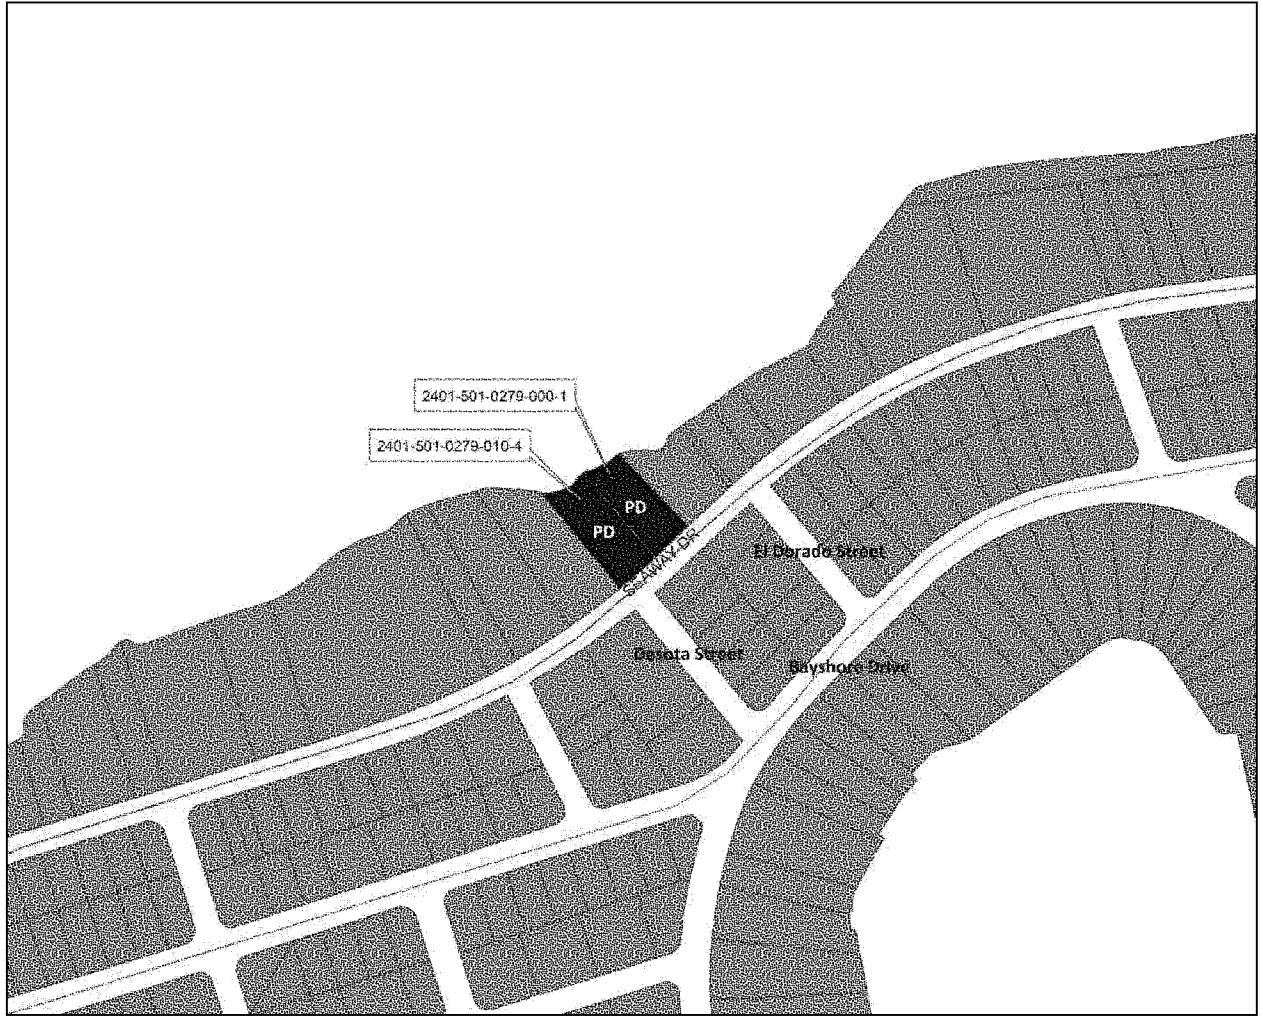 2401-501-0279-000-1
2401-501-0279-010-4
PD
PD
SEAWAY DR
El Dorado Street
Desota Street
Bayshore Drive